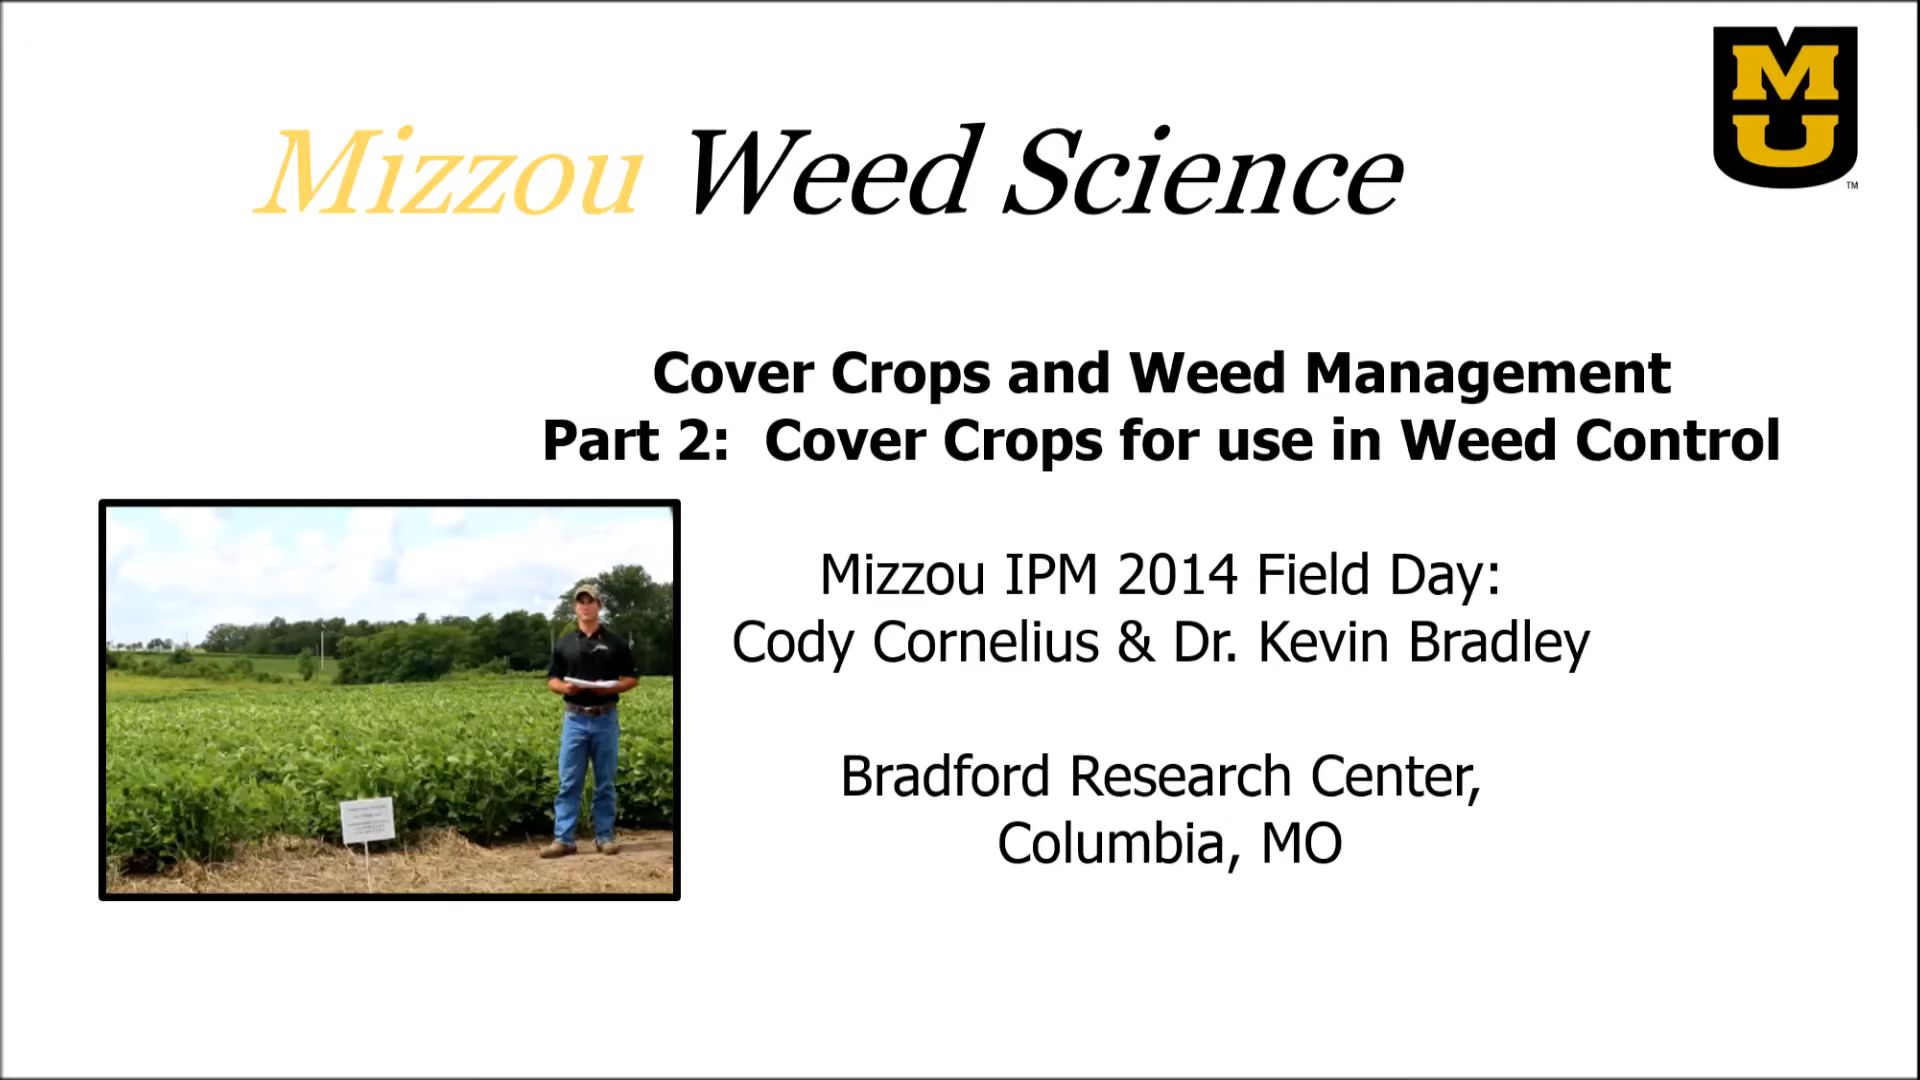 MU
TM
Mizzou Weed Science
Cover Crops and Weed Management
Part 2: Cover Crops for use in Weed Control
Mizzou IPM 2014 Field Day:
Cody Cornelius & Dr. Kevin Bradley
Bradford Research Center,
Columbia, MO